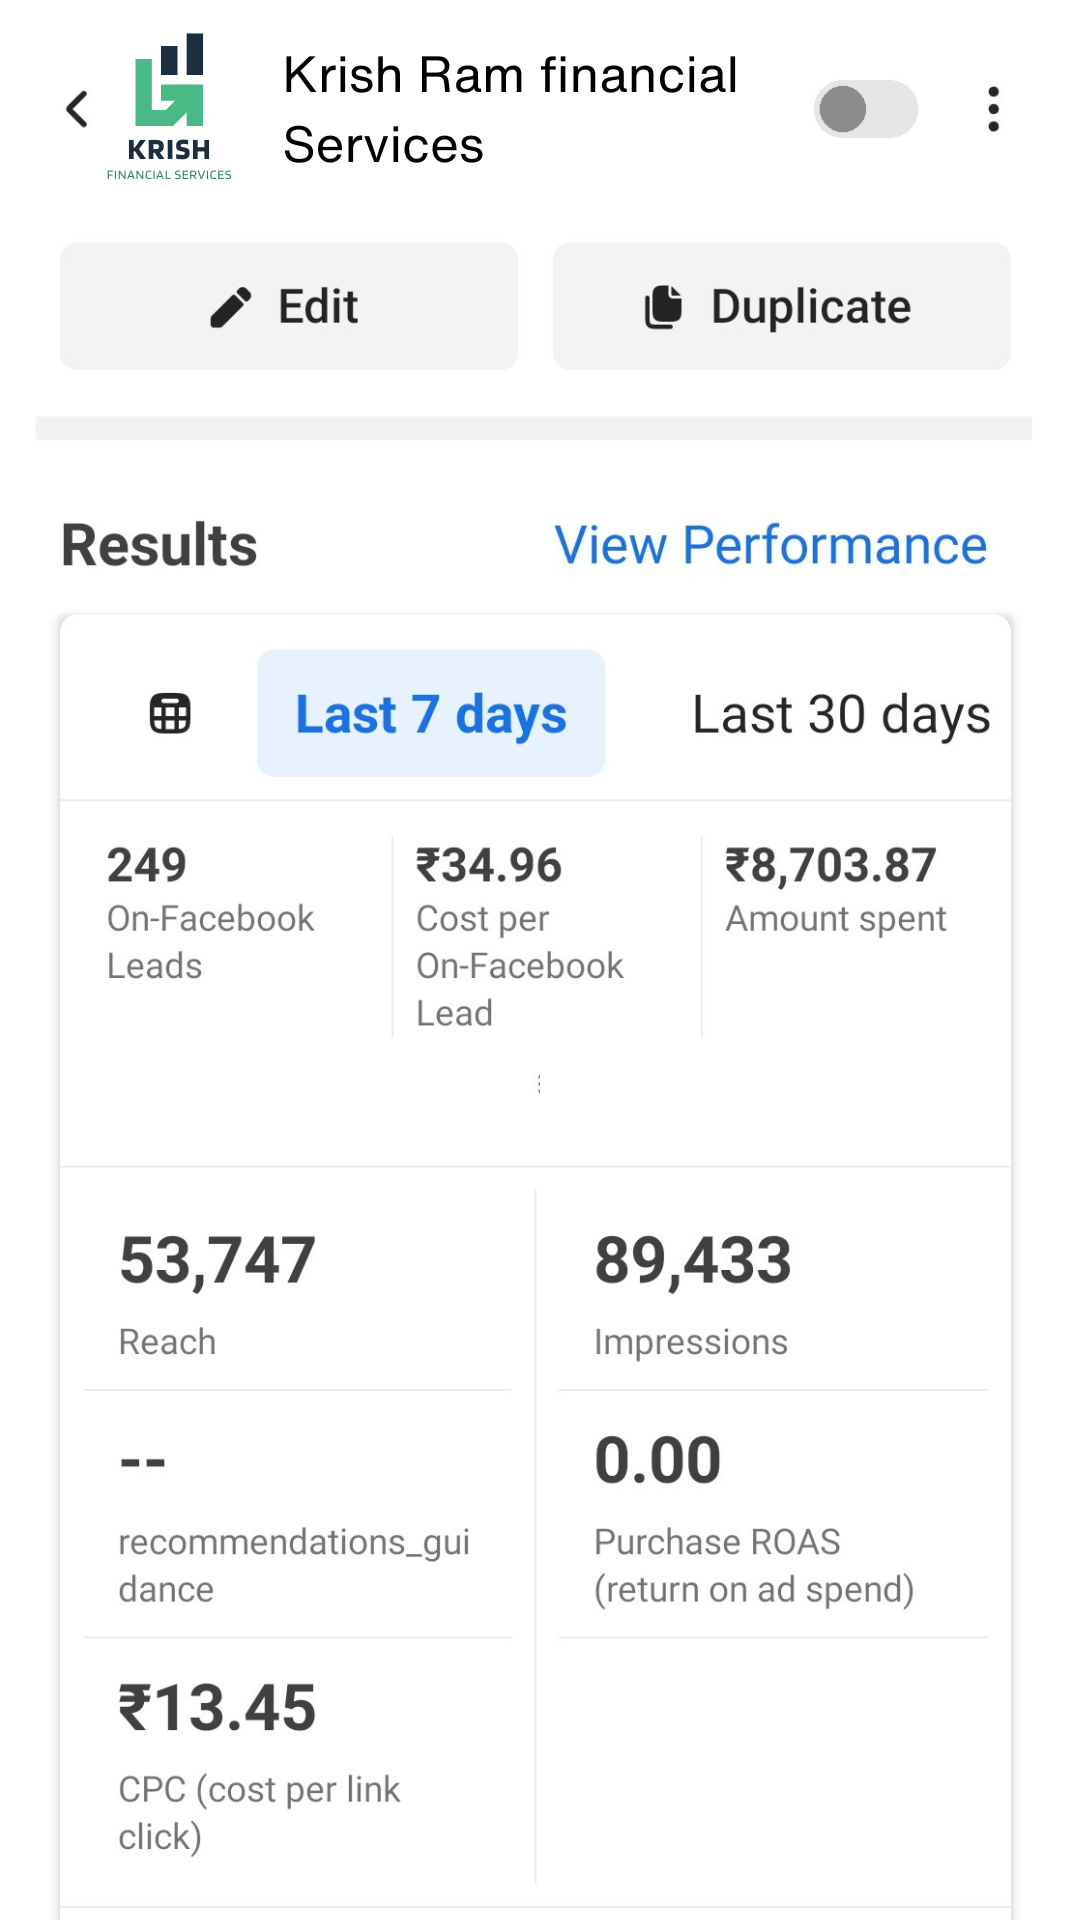 Krish Ram financial
Services
KRISH
FINANCIAL SERVICES
Edit
Duplicate
Results
View Performance
Last 7 days
Last 30 days
249
On-Facebook
Leads
₹34.96
Cost per
On-Facebook
Lead
₹8,703.87
Amount spent
53,747
Reach
89,433
Impressions
--
recommendations_gui
dance
0.00
Purchase ROAS
(return on ad spend)
₹13.45
CPC (cost per link
click)